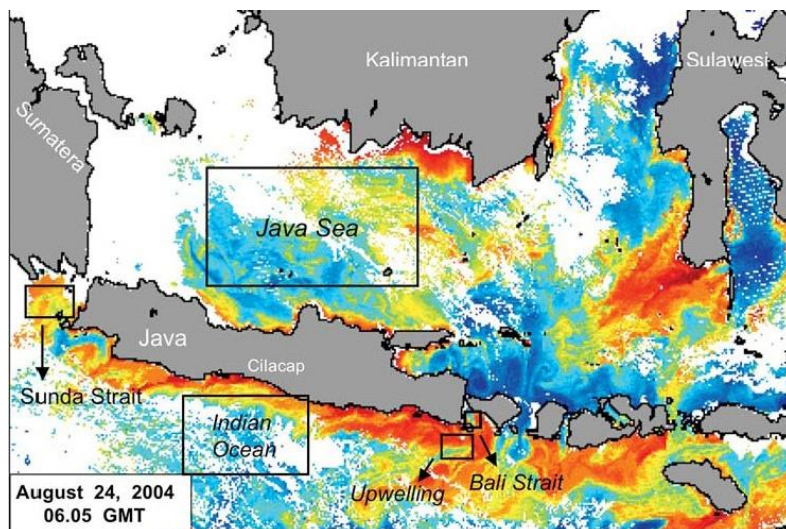 Kalimantan
Sulawesi
Sumatera
Java Sea
Java
Cilacap
Sunda Strait
Indian
Ocean
Upwelling
Bali Strait
August 24, 2004
06.05 GMT